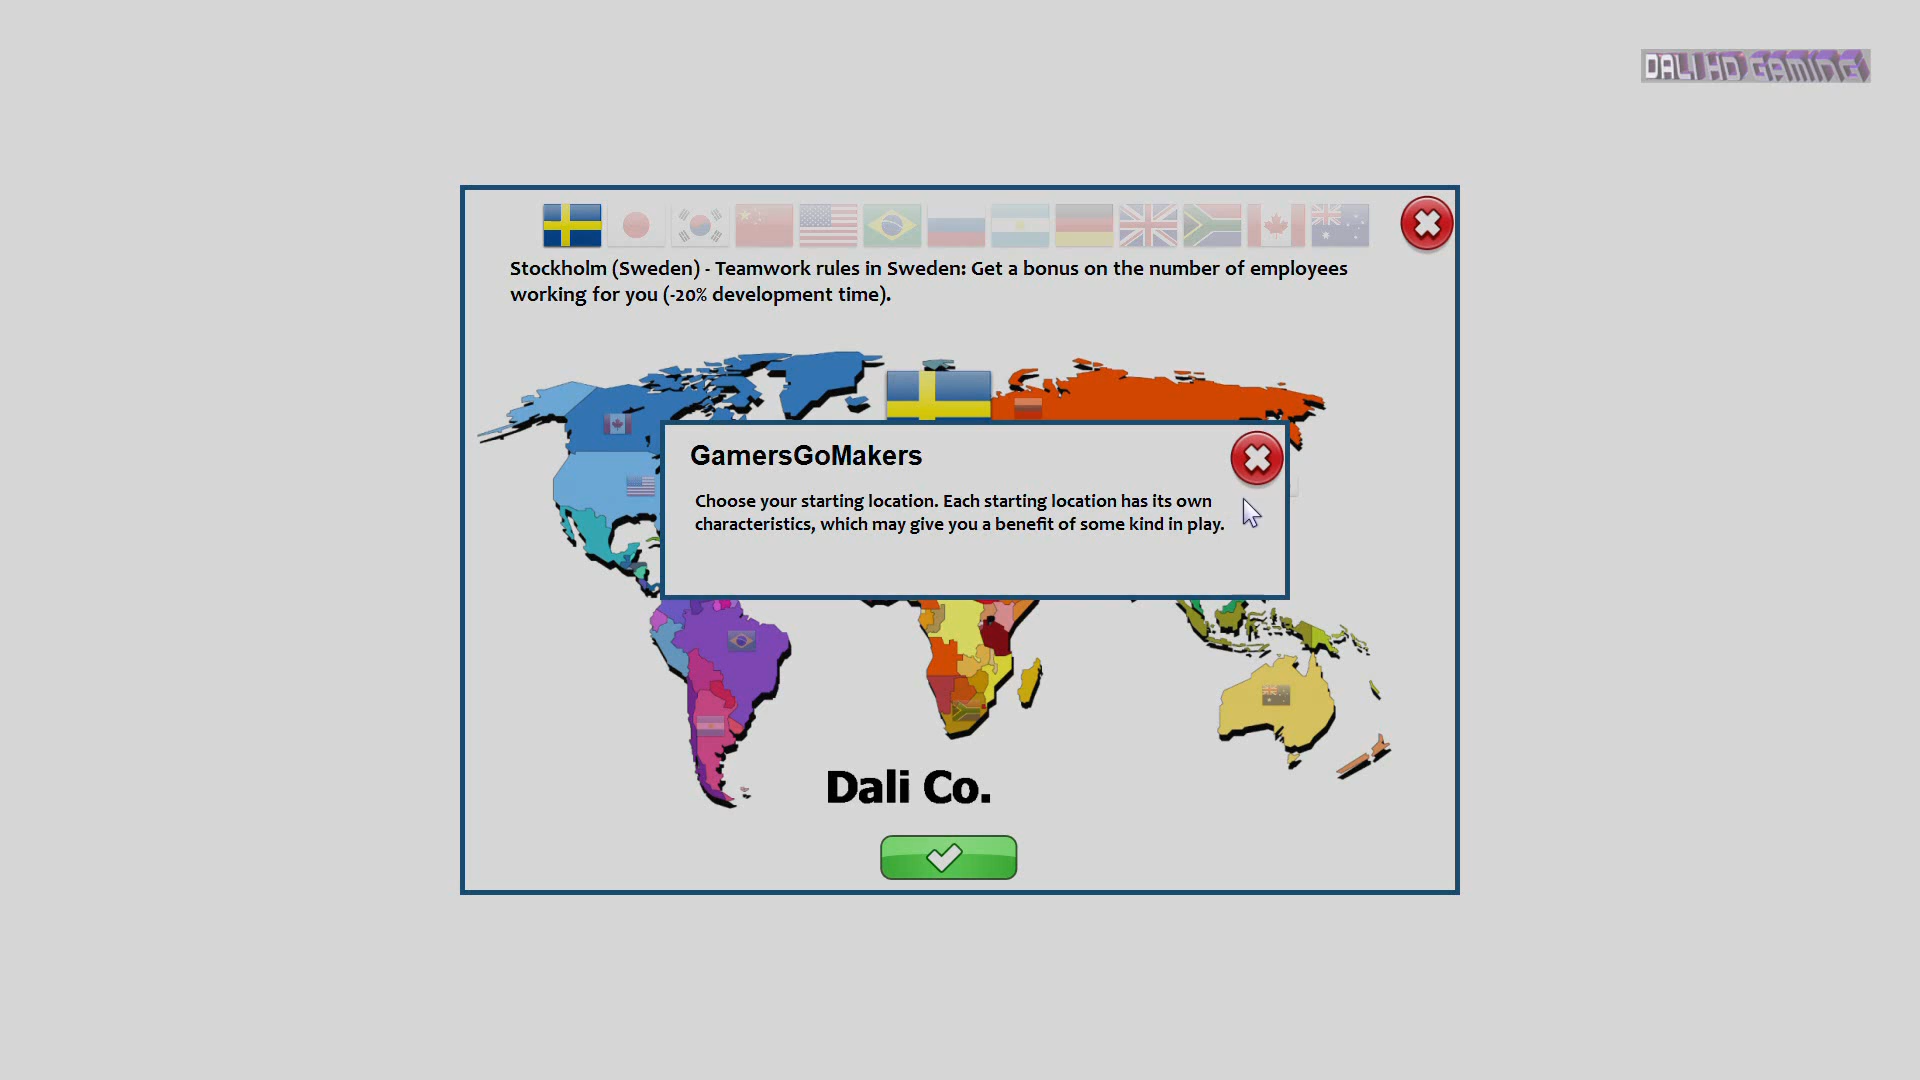 DALI HD GAMING
Stockholm (Sweden) - Teamwork rules in Sweden: Get a bonus on the number of employees
working for you (-20% development time).
GamersGoMakers
Choose your starting location. Each starting location has its own
characteristics, which may give you a benefit of some kind in play.
Dali Co.